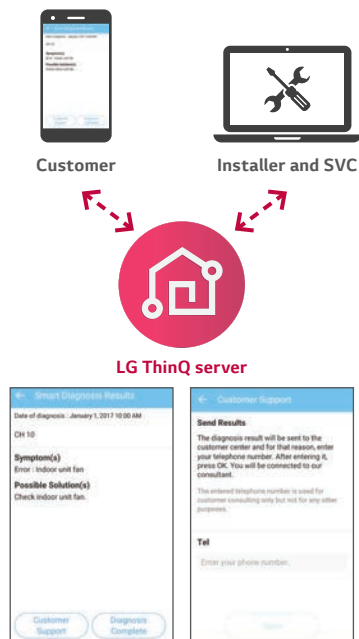 Customer
Installer and SVC
LG ThinQ server
Smart Diagnosis Results
Date of diagnosis : January 1, 2017 10:00 AM
CH 10
Symptom(s)
Error : Indoor unit fan
Possible Solution(s)
Check indoor unit fan.
Customer
Support
Diagnosis
Complete
Customer Support
Send Results
The diagnosis result will be sent to the
customer center and for that reason, enter
your telephone number. After entering it,
press OK. You will be connected to our
consultant.
The entered telephone number is used for
customer consulting only but not for any other
purposes.
Tel
Enter your phone number.